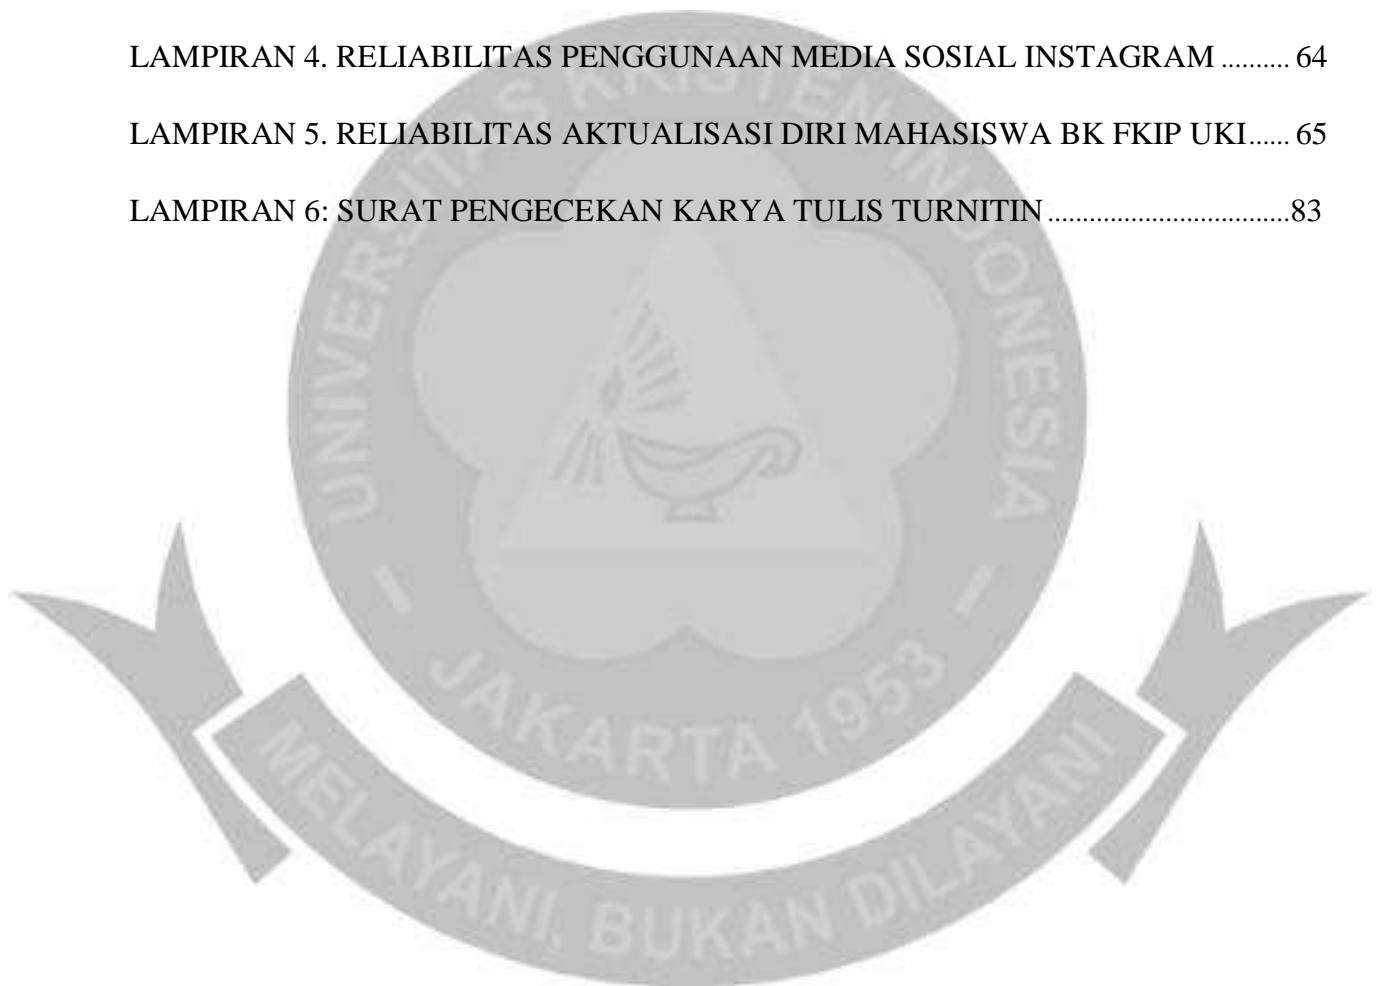 LAMPIRAN 4. RELIABILITAS PENGGUNAAN MEDIA SOSIAL INSTAGRAM .......... 64
LAMPIRAN 5. RELIABILITAS AKTUALISASI DIRI MAHASISWA BK FKIP UKI...... 65
LAMPIRAN 6: SURAT PENGECEKAN KARYA TULIS TURNITIN ...................................83
UNIVERSITAS KRISTEN INDONESIA
- JAKARTA 1953 -
MELAYANI, BUKAN DILAYANI